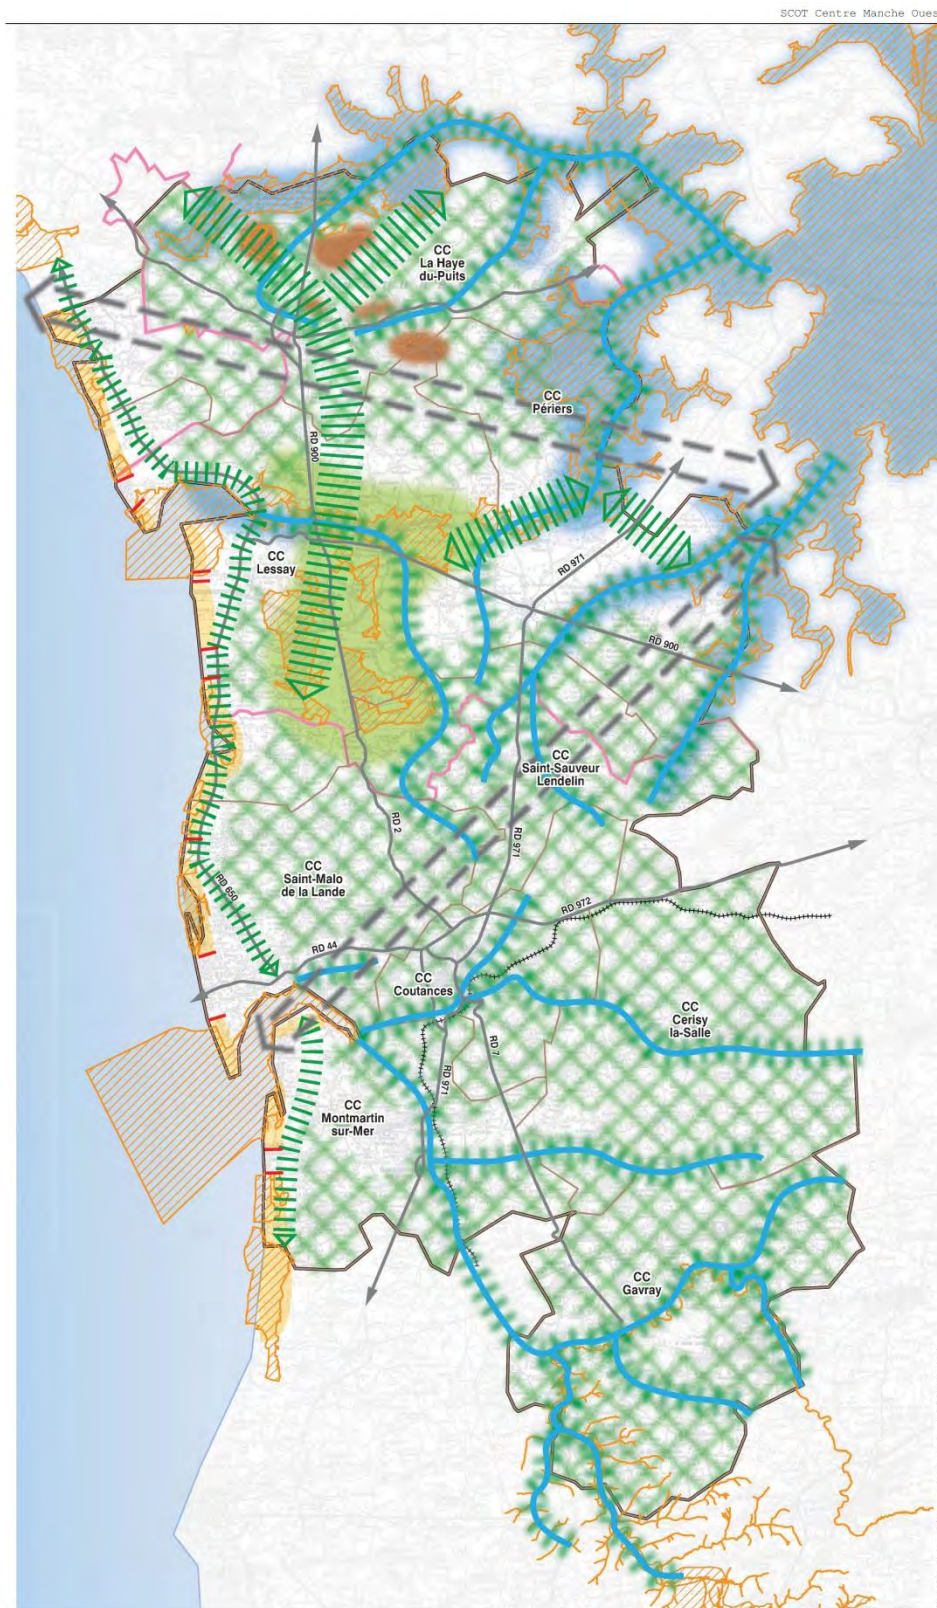 SCOT Centre Manche Oues
CC
La Haye
du-Puits
CC
Périers
RD 900
CC
Lessay
RD 971
RD 900
CC
Saint-Sauveur
Lendelin
RD 2
RD 971
CC
Saint-Malo
de la Lande
RD 650
RD 972
RD 44
CC
Coutances
CC
Cerisy
la-Salle
RD 7
RD 971
CC
Montmartin
sur-Mer
CC
Gavray